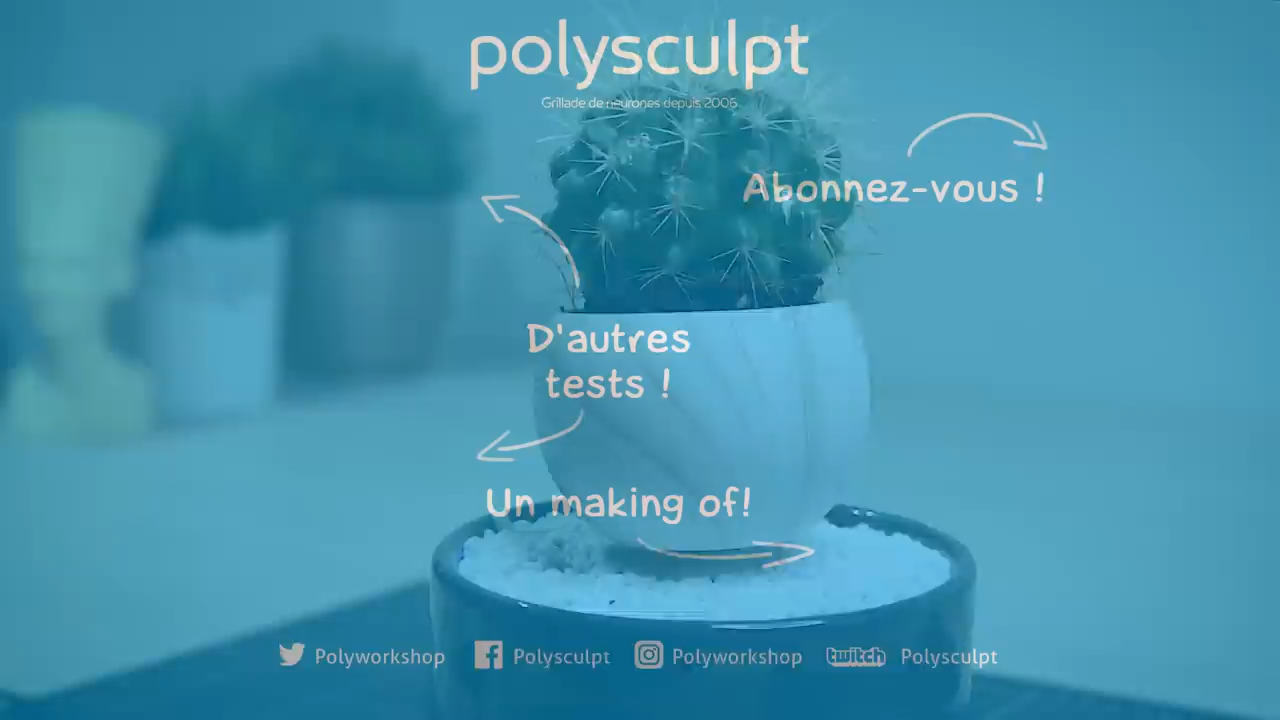 polysculpt
Grillade de neurones depuis 2006
Abonnez-vous !
D'autres
tests !
Un making of!
Polyworkshop
Polysculpt
Polyworkshop
twitch Polysculpt